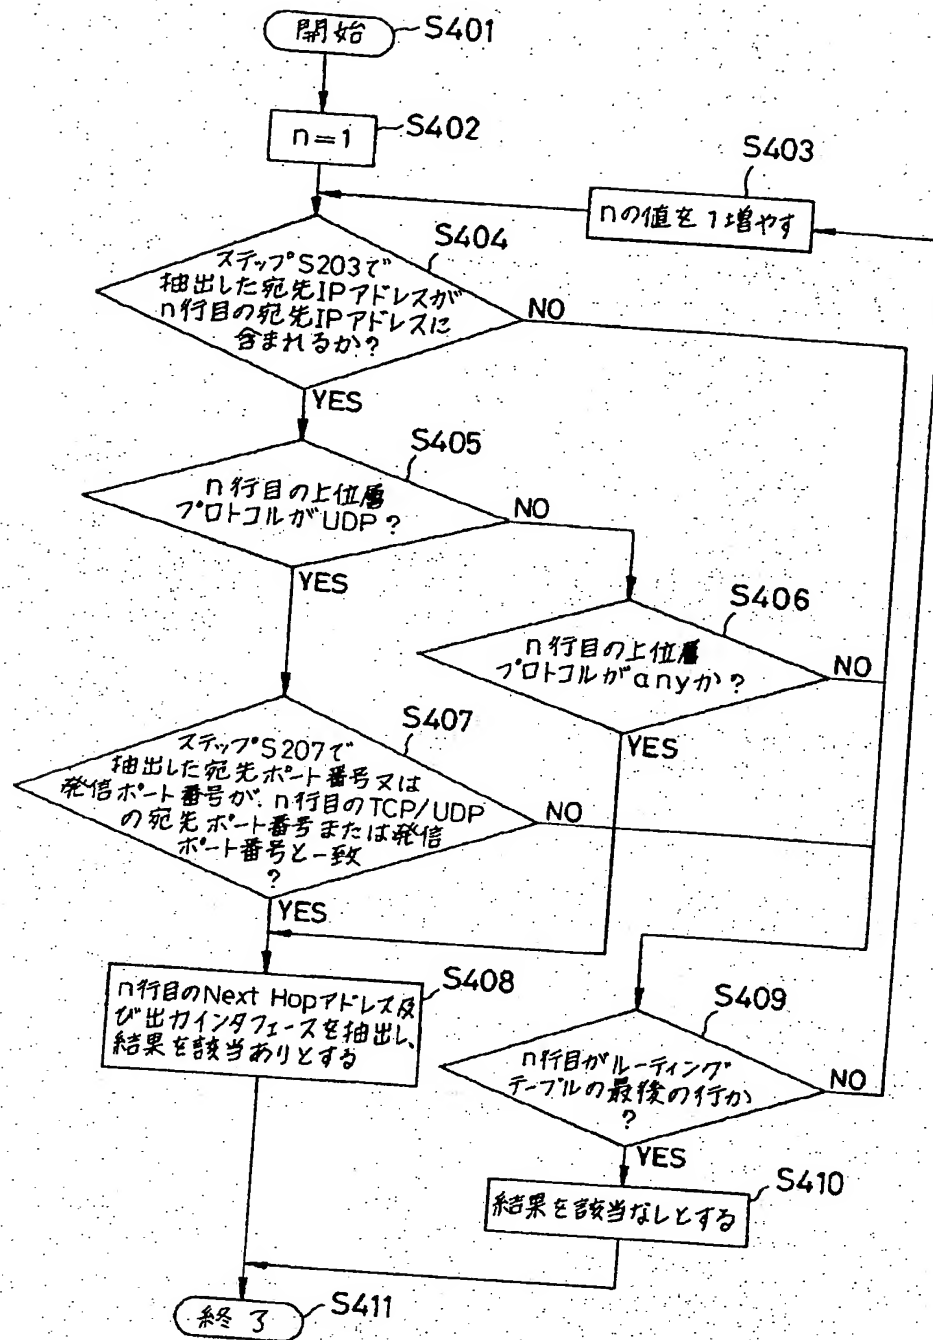 開始
S401
n=1
S402
S403
nの値を1増やす
S404
ステップS203で
抽出した宛先IPアドレスが
n行目の宛先IPアドレスに
含まれるか?
NO
YES
S405
n行目の上位層
プロトコルがUDP?
NO
YES
S406
n行目の上位層
プロトコルがanyか?
NO
YES
S407
ステップS207で
抽出した宛先ポート番号又は
発信ポート番号が、n行目のTCP/UDP
の宛先ポート番号または発信
ポート番号と一致
?
NO
YES
S408
n行目のNext Hopアドレス及
び出力インタフェースを抽出し、
結果を該当ありとする
S409
n行目がルーティング
テーブルの最後の行か
?
NO
YES
S410
結果を該当なしとする
終了
S411